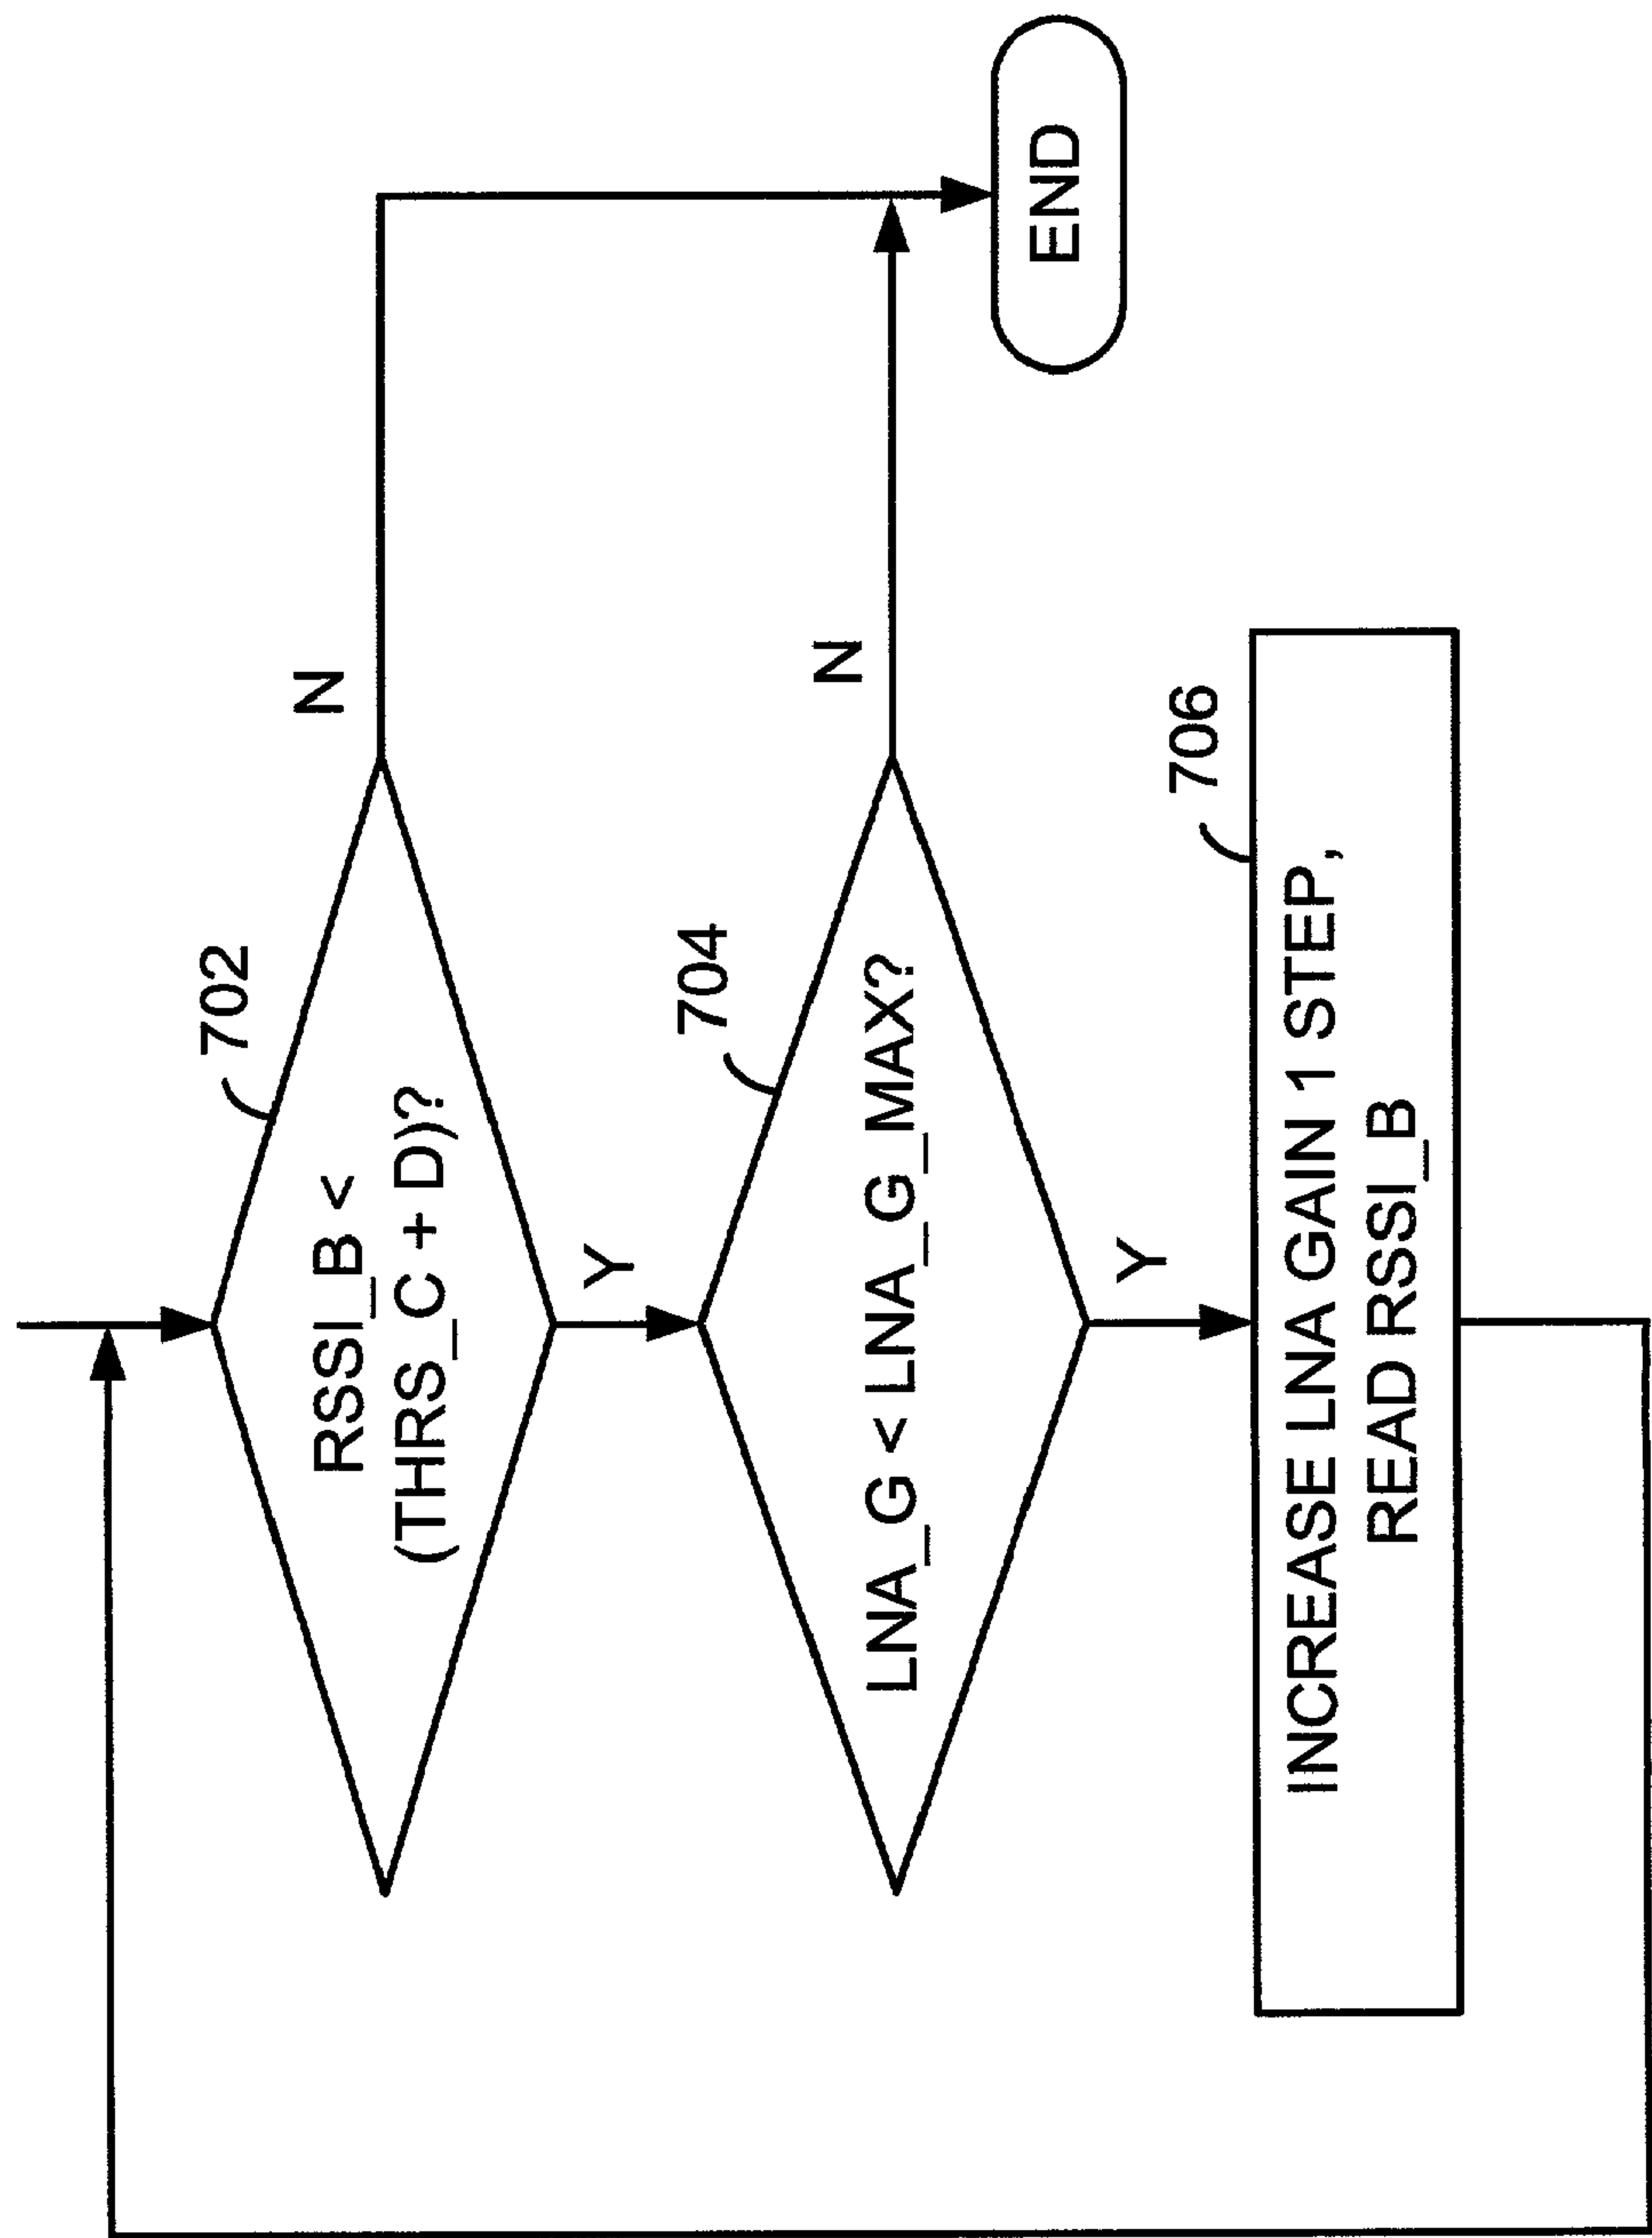 702
RSSI_B <
(THRS_C + D)?
N
Y
704
LNA_G < LNA_G_MAX?
N
Y
706
INCREASE LNA GAIN 1 STEP,
READ RSSI_B
END